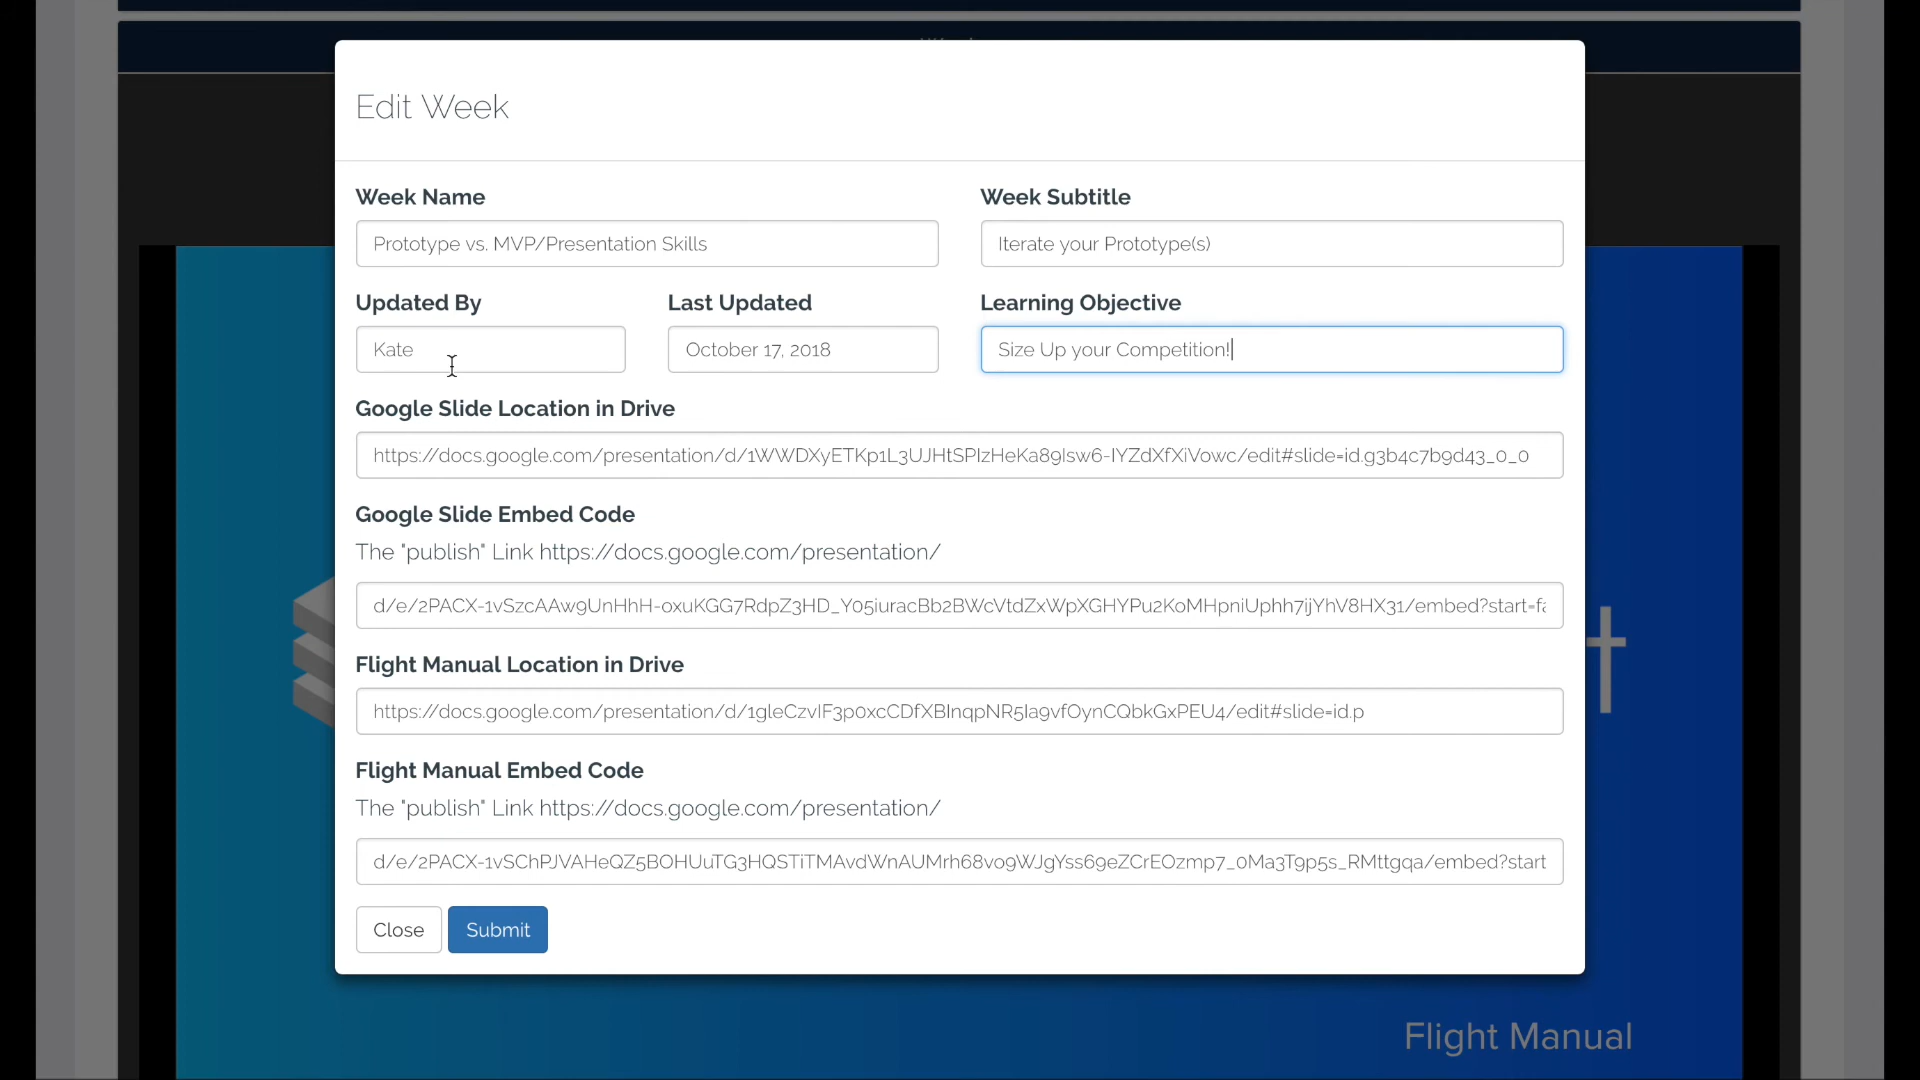 Edit Week
Week Name
Week Subtitle
Prototype vs. MVP/Presentation Skills
Iterate your Prototype(s)
Updated By
Last Updated
Learning Objective
Kate
October 17, 2018
Size Up your Competition!
Google Slide Location in Drive
https://docs.google.com/presentation/d/1WWDXyETKp1L3UJHtSPIzHeKa89Isw6-IYZdXfXiVowc/edit#slide=id.g3b4c7b9d43_0_0
Google Slide Embed Code
The "publish" Link https://docs.google.com/presentation/
d/e/2PACX-1vSzcAAw9UnHhH-oxuKGG7RdpZ3HD_Y05iuracBb2BWcVtdZxWpXGHYPu2KoMHpniUphh7ijYhV8HX31/embed?start=fa
Flight Manual Location in Drive
https://docs.google.com/presentation/d/1gleCzvIF3p0xcCDfXBInqpNR5Ia9vfOynCQbkGxPEU4/edit#slide=id.p
Flight Manual Embed Code
The "publish" Link https://docs.google.com/presentation/
d/e/2PACX-1vSChPJVAHeQZ5BOHUuTG3HQSTiTMAvdWnAUMrh68vo9WJgYss69eZCrEOzmp7_0Ma3T9p5s_RMttgqa/embed?start
Close
Submit
t
Flight Manual